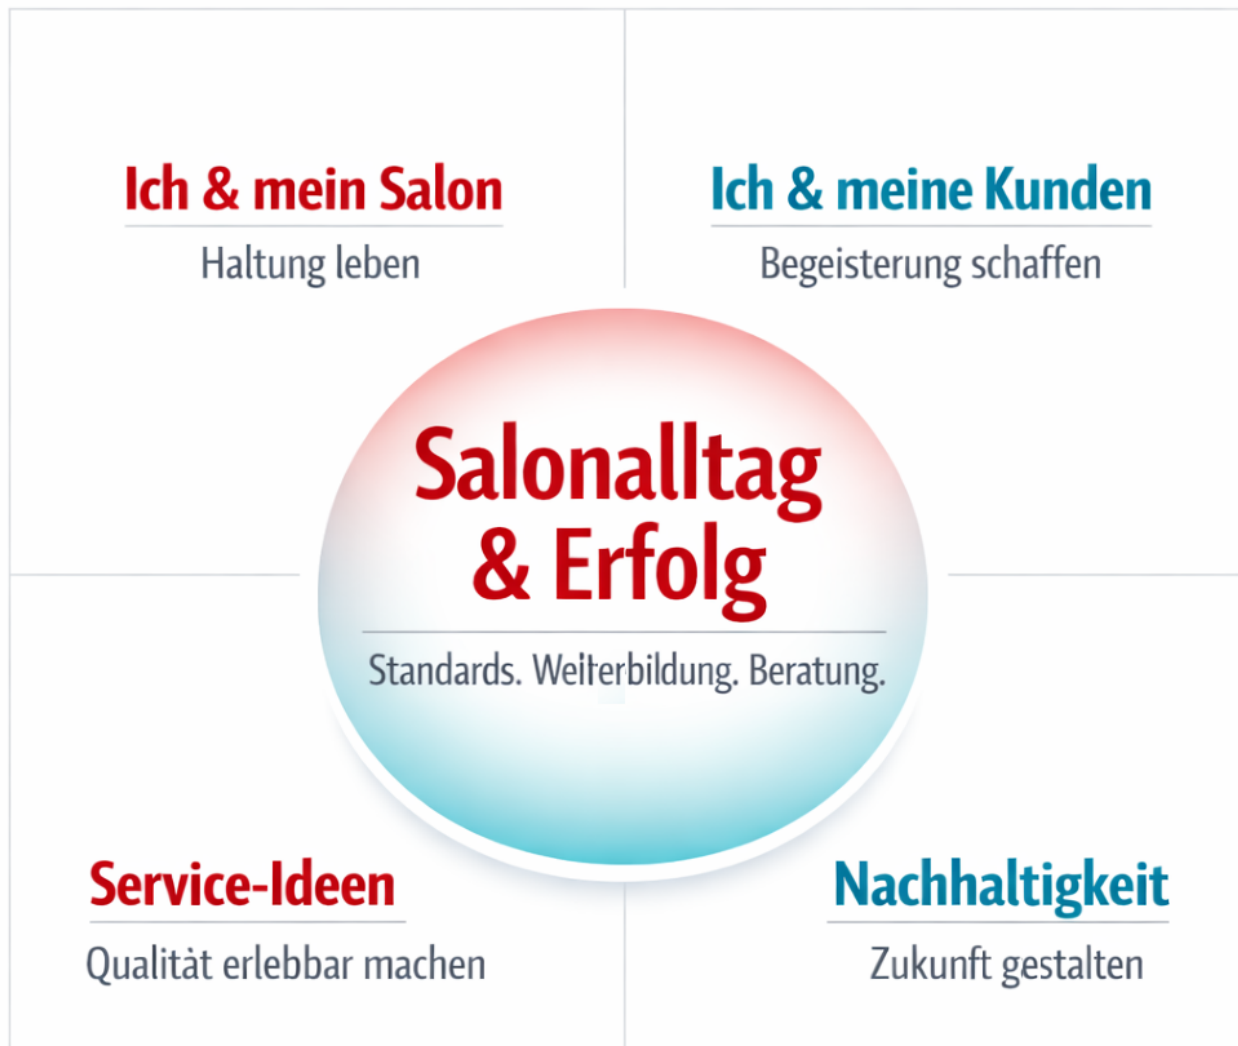 Ich & mein Salon
Haltung leben
Ich & meine Kunden
Begeisterung schaffen
Salonalltag
& Erfolg
Standards. Weiterbildung. Beratung.
Service-Ideen
Qualität erlebbar machen
Nachhaltigkeit
Zukunft gestalten